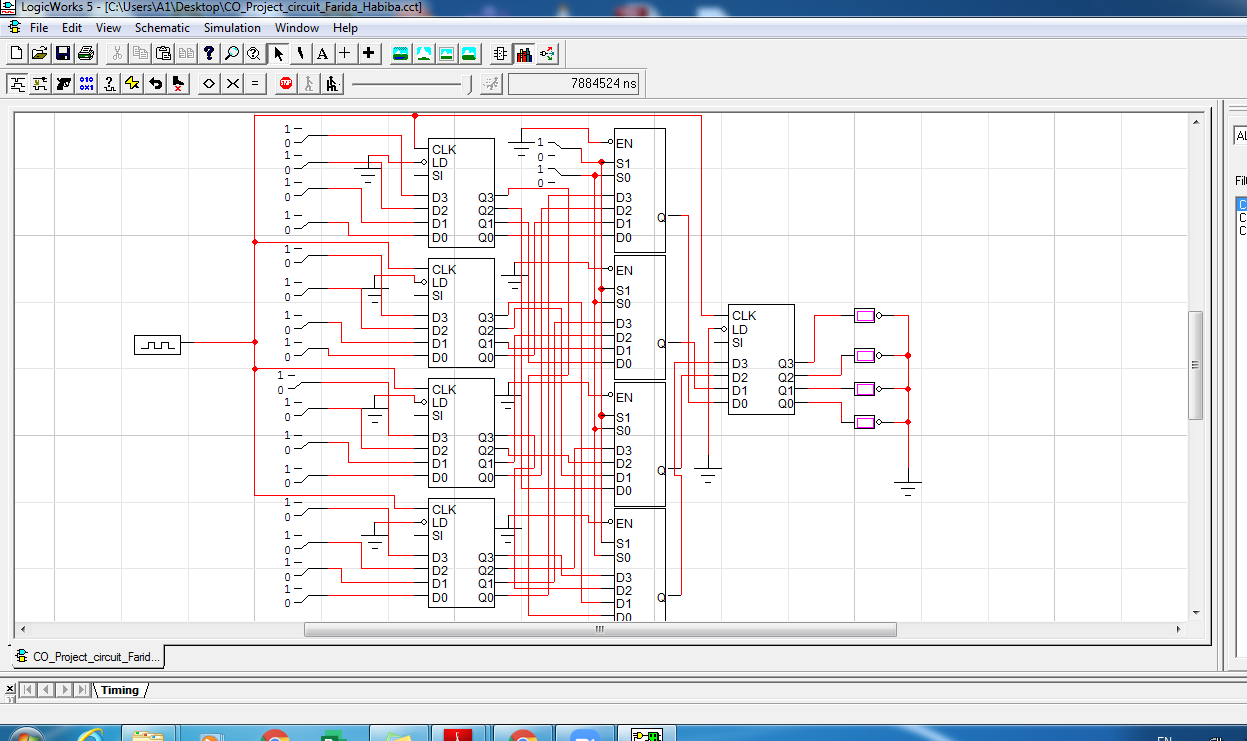 LogicWorks 5 - [C:\Users\A1\Desktop\CO_Project_circuit_Farida_Habiba.cct]
File Edit View Schematic Simulation Window Help
7884524 ns
AL
Filt
C
C
C
1
0
1
0
1
0
1
0
CLK
LD
SI
D3 Q3
D2 Q2
D1 Q1
D0 Q0
1
0
1
0
EN
S1
S0
D3
D2
D1
D0
Q
1
0
1
0
1
0
1
0
CLK
LD
SI
D3 Q3
D2 Q2
D1 Q1
D0 Q0
EN
S1
S0
D3
D2
D1
D0
Q
CLK
LD
SI
D3 Q3
D2 Q2
D1 Q1
D0 Q0
1
0
1
0
1
0
1
0
CLK
LD
SI
D3 Q3
D2 Q2
D1 Q1
D0 Q0
EN
S1
S0
D3
D2
D1
D0
Q
1
0
1
0
1
0
1
0
CLK
LD
SI
D3 Q3
D2 Q2
D1 Q1
D0 Q0
EN
S1
S0
D3
D2
D1
D0
Q
CO_Project_circuit_Farid...
Timing
EN